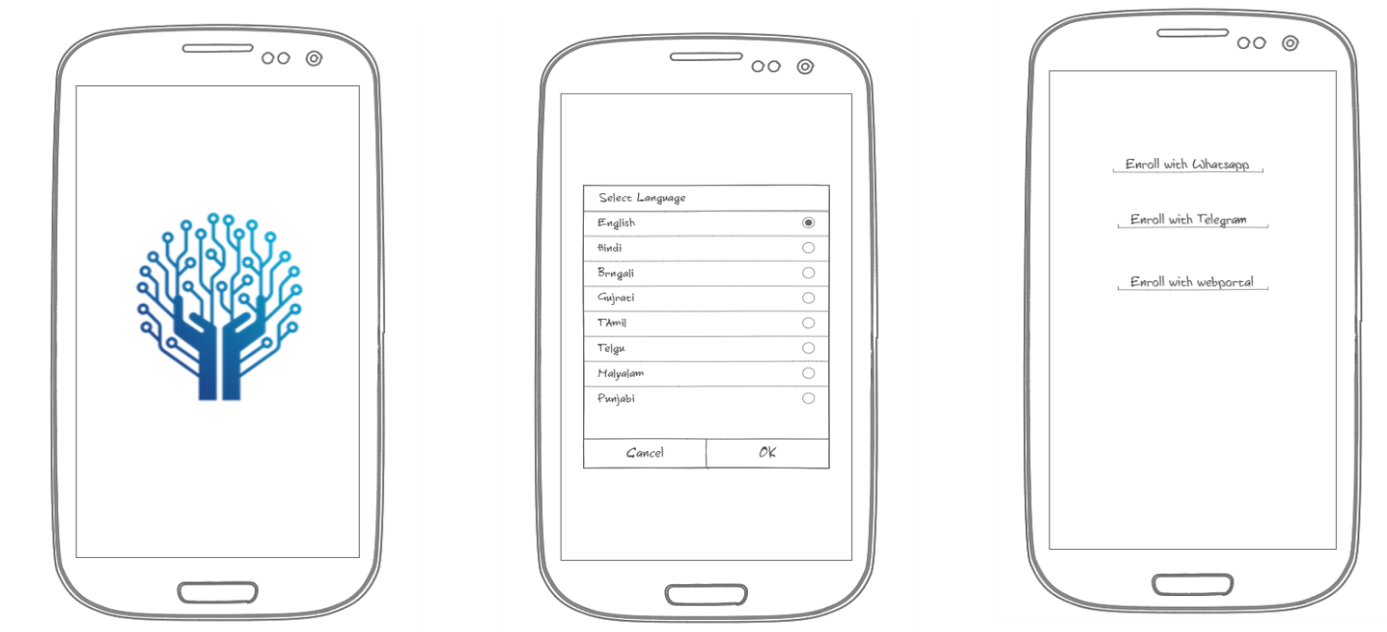 Select Language
English
Hindi
Brngali
Gujrati
TAmil
Telgu
Malyalam
Punjabi
Cancel
OK
Enroll with Whatsapp
Enroll with Telegram
Enroll with webportal